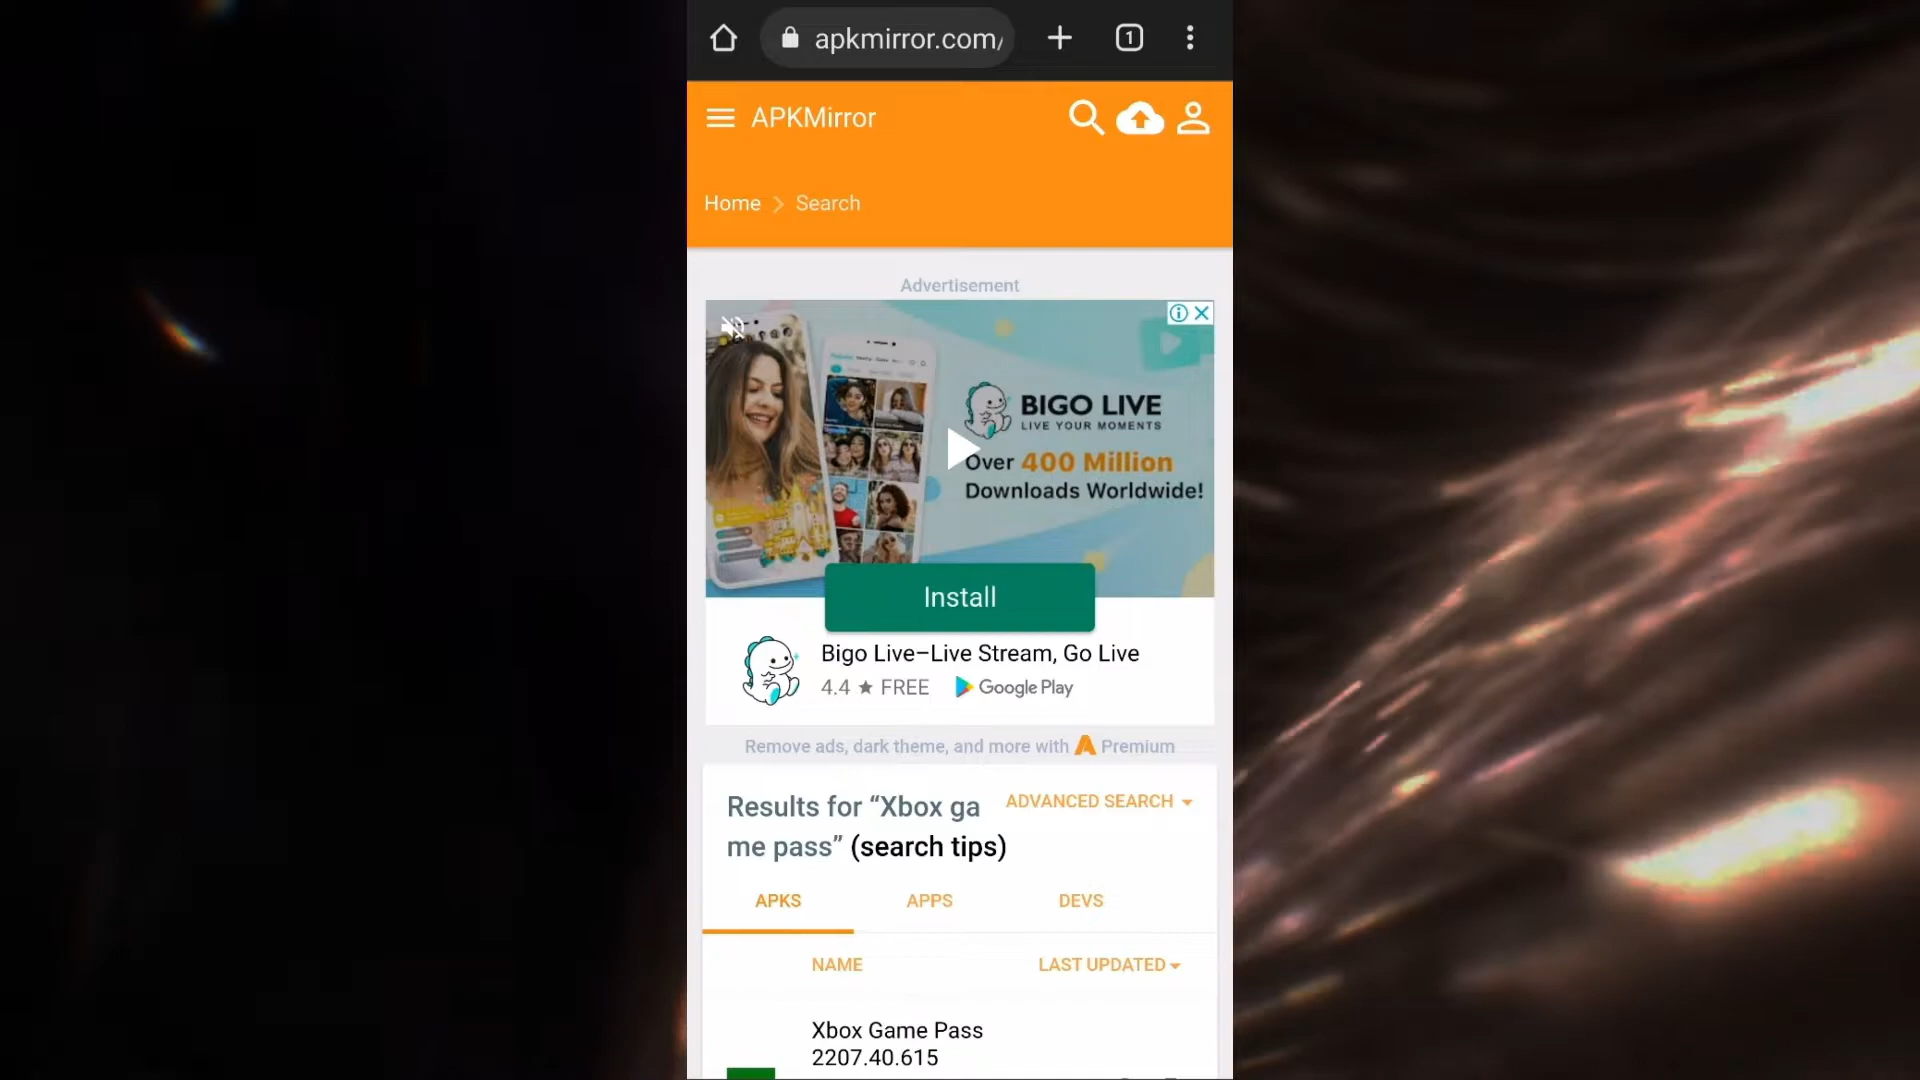 apkmirror.com/
1
APKMirror
Home
Search
Advertisement
BIGO LIVE
LIVE YOUR MOMENTS
Over 400 Million
Downloads Worldwide!
Install
Bigo Live–Live Stream, Go Live
4.4 ★ FREE Google Play
Remove ads, dark theme, and more with Premium
Results for “Xbox ga
me pass” (search tips)
ADVANCED SEARCH
APKS APPS DEVS
NAME LAST UPDATED
Xbox Game Pass
2207.40.615